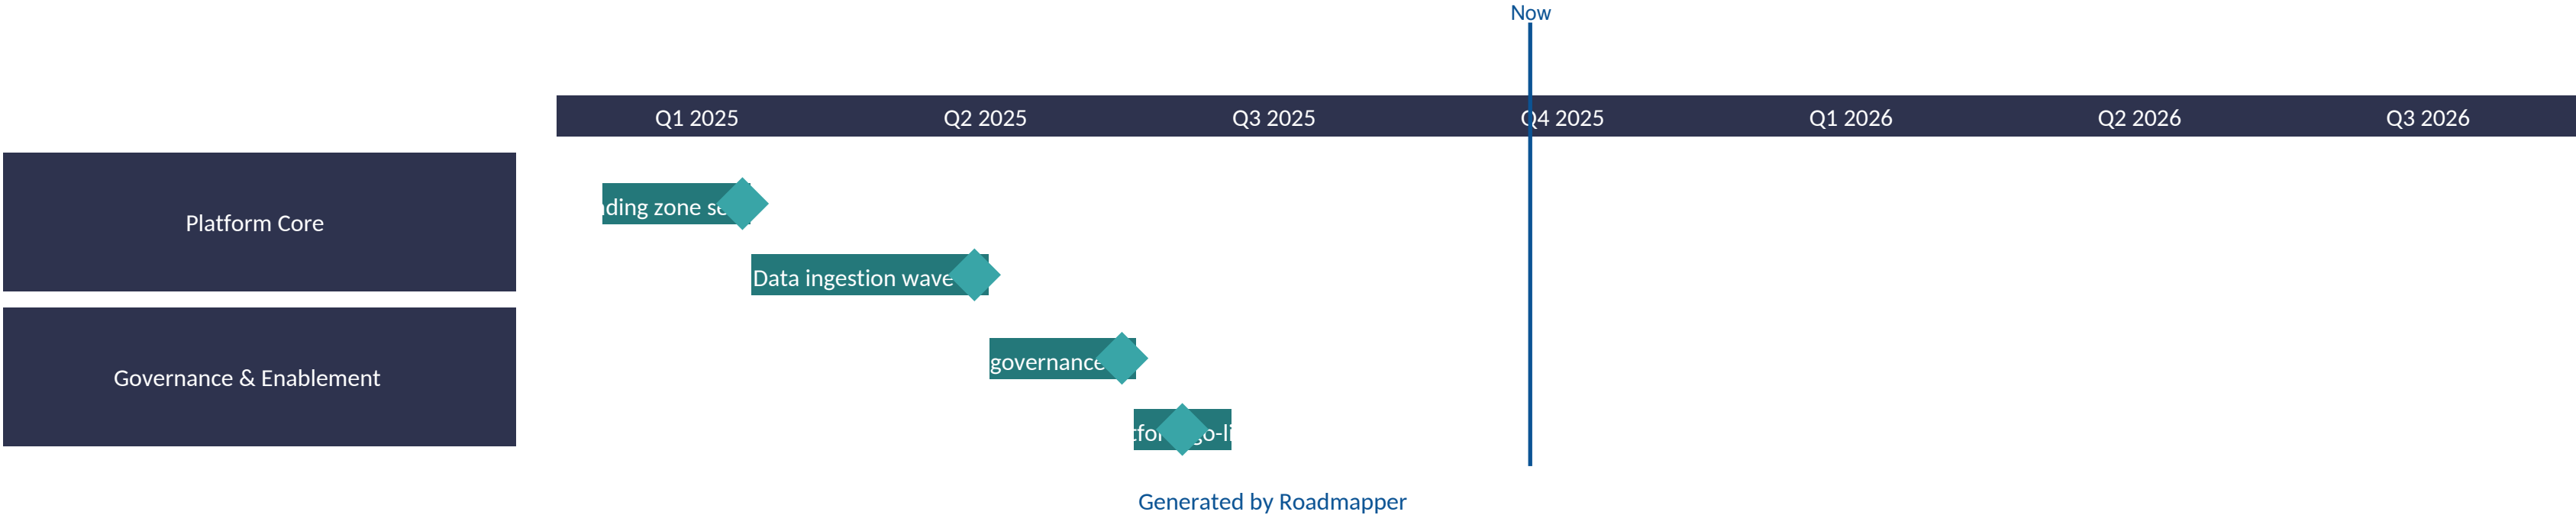 Now
Q1 2025 Q2 2025 Q3 2025 Q4 2025 Q1 2026 Q2 2026 Q3 2026
Platform Core
zone
Data ingestion wave
Governance & Enablement
governance
Generated by Roadmapper